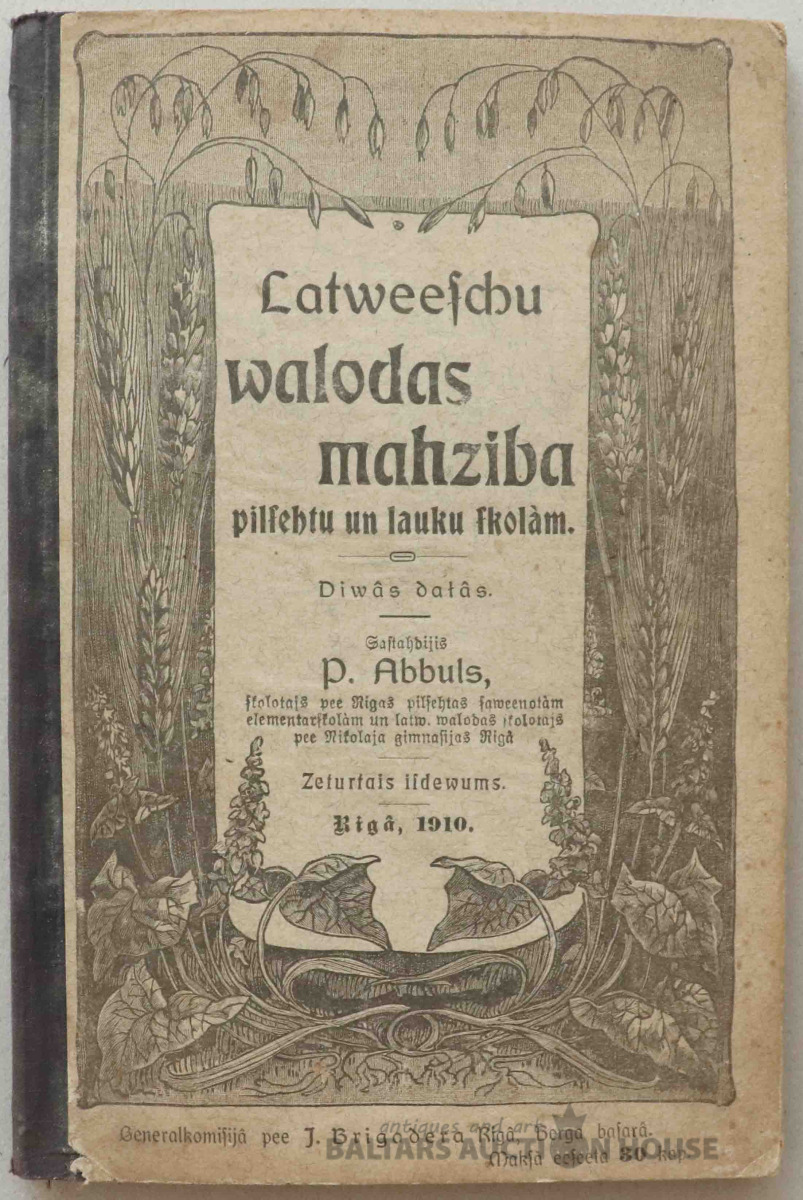 Latweeſchu
walodas
mahziba
pilſehtu un lauku ſkolàm.
Diwâs daļâs.
Saſtahdijis
P. Abbuls,
ſkolotajs pee Rigas pilſehtas ſaweenotàm
elementarſkolàm un latw. walodas ſkolotajs
pee Nikolaja gimnaſijas Rigâ
Zeturtais iſdewums.
Rigâ, 1910.
Generalkomiſijâ pee J. Brigadera Rigâ, Berga baſarâ.
antiques and art
BALTARS AUCTION HOUSE
Makſâ eeſeeta 30 kap.